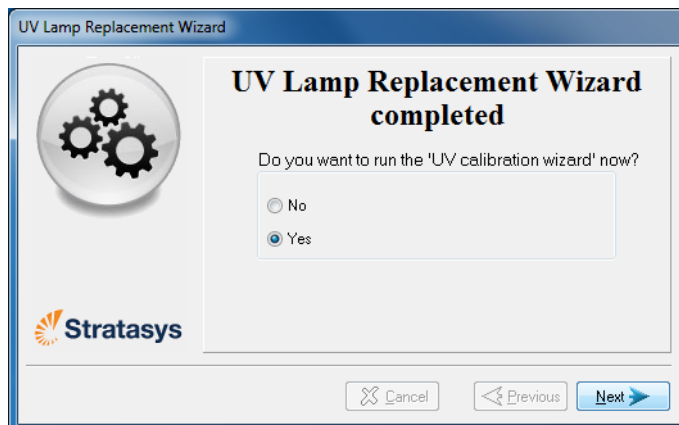 UV Lamp Replacement Wizard
UV Lamp Replacement Wizard
completed
Do you want to run the 'UV calibration wizard' now?
No
Yes
Stratasys
Cancel
Previous
Next